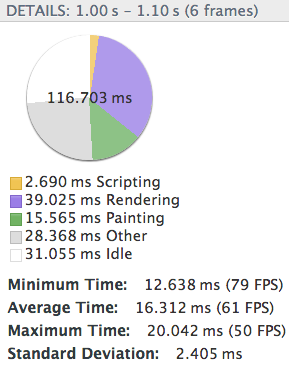 DETAILS: 1.00 s – 1.10 s (6 frames)
116.703 ms
2.690 ms Scripting
39.025 ms Rendering
15.565 ms Painting
28.368 ms Other
31.055 ms Idle
Minimum Time: 12.638 ms (79 FPS)
Average Time: 16.312 ms (61 FPS)
Maximum Time: 20.042 ms (50 FPS)
Standard Deviation: 2.405 ms